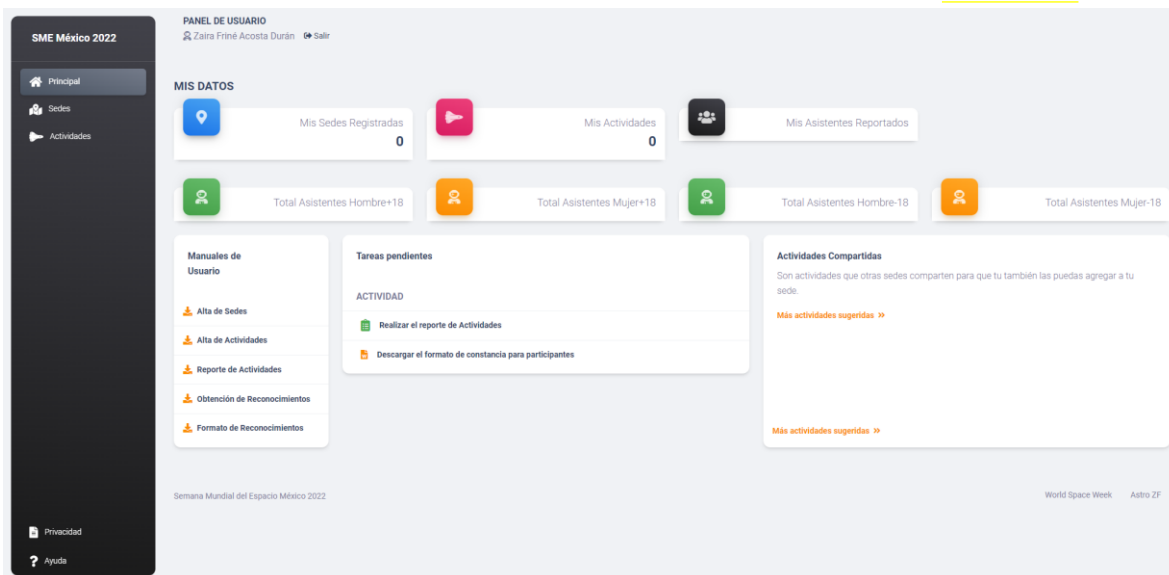 SME México 2022
Principal
Sedes
Actividades
Privacidad
Ayuda
PANEL DE USUARIO
Zaira Friné Acosta Durán Salir
MIS DATOS
Mis Sedes Registradas
0
Mis Actividades
0
Mis Asistentes Reportados
Total Asistentes Hombre+18
Total Asistentes Mujer+18
Total Asistentes Hombre-18
Total Asistentes Mujer-18
Manuales de
Usuario
Alta de Sedes
Alta de Actividades
Reporte de Actividades
Obtención de Reconocimientos
Formato de Reconocimientos
Tareas pendientes
ACTIVIDAD
Realizar el reporte de Actividades
Descargar el formato de constancia para participantes
Actividades Compartidas
Son actividades que otras sedes comparten para que tu también las puedas agregar a tu
sede.
Más actividades sugeridas »
Más actividades sugeridas »
Semana Mundial del Espacio México 2022
World Space Week Astro ZF